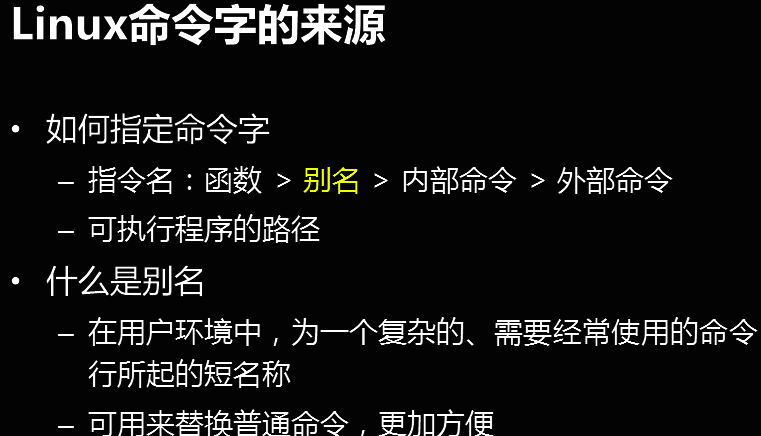 Linux命令字的来源
• 如何指定命令字
– 指令名：函数 > 别名 > 内部命令 > 外部命令
– 可执行程序的路径
• 什么是别名
– 在用户环境中，为一个复杂的、需要经常使用的命令
行所起的短名称
– 可用来替换普通命令，更加方便